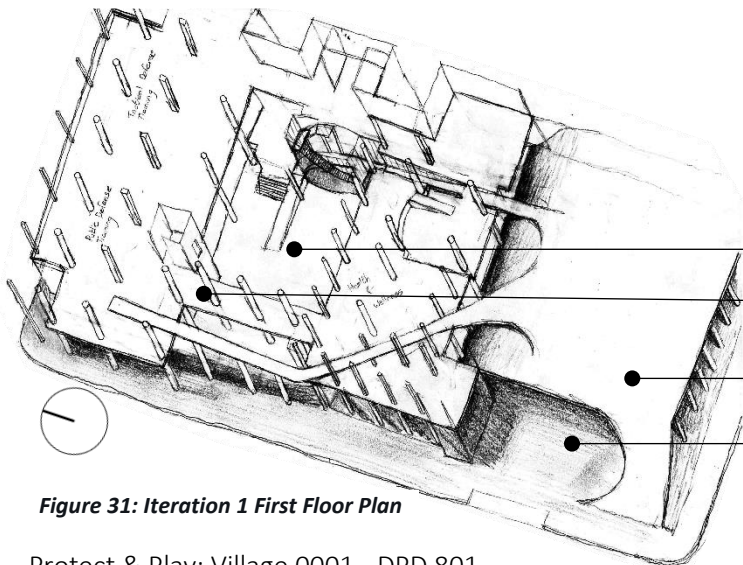 Tactical Defense
Training
Public Defense
Training
Health
&
Wellness
Figure 31: Iteration 1 First Floor Plan
Protect & Play: Village 0001 - DPD 801